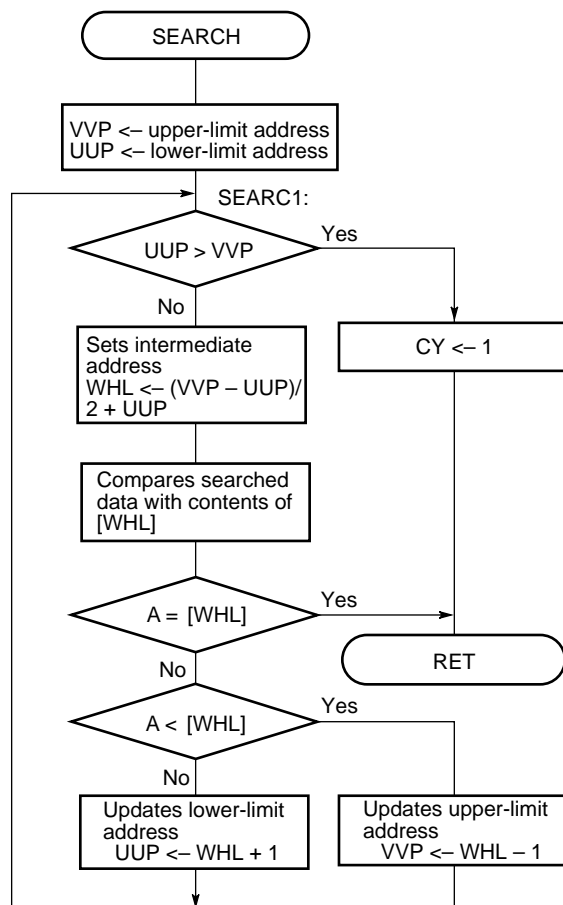 SEARCH
VVP <– upper-limit address
UUP <– lower-limit address
SEARC1:
UUP > VVP
Yes
No
Sets intermediate
address
WHL <– (VVP – UUP)/
2 + UUP
CY <– 1
Compares searched
data with contents of
[WHL]
A = [WHL]
Yes
No
RET
A < [WHL]
Yes
No
Updates lower-limit
address
UUP <– WHL + 1
Updates upper-limit
address
VVP <– WHL – 1